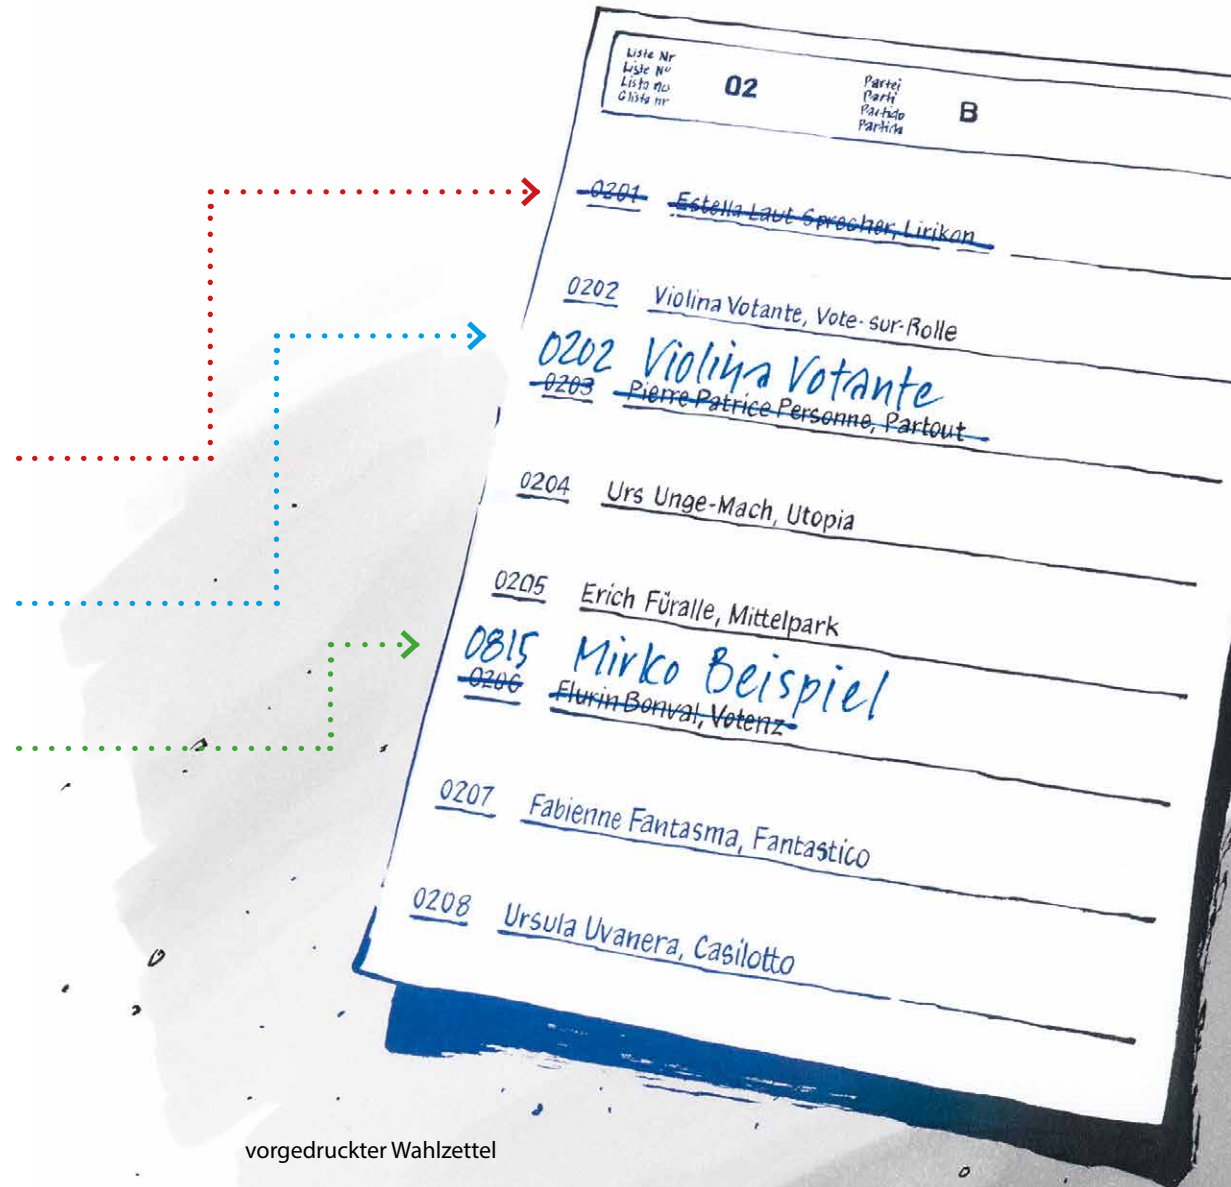 Liste Nr
Liste No
Lista no
Glista nr
02
Partei
Parti
Partido
Partida
B
0201 Estella Laut-Sprecher, Lirikon
0202 Violina Votante, Vote-sur-Rolle
0202 Violina Votante
0203 Pierre Patrice Personne, Partout
0204 Urs Unge-Mach, Utopia
0205 Erich Füralle, Mittelpark
0815 Mirko Beispiel
0206 Flurin Bonval, Votenz
0207 Fabienne Fantasma, Fantastico
0208 Ursula Uvanera, Casilotto
vorgedruckter Wahlzettel